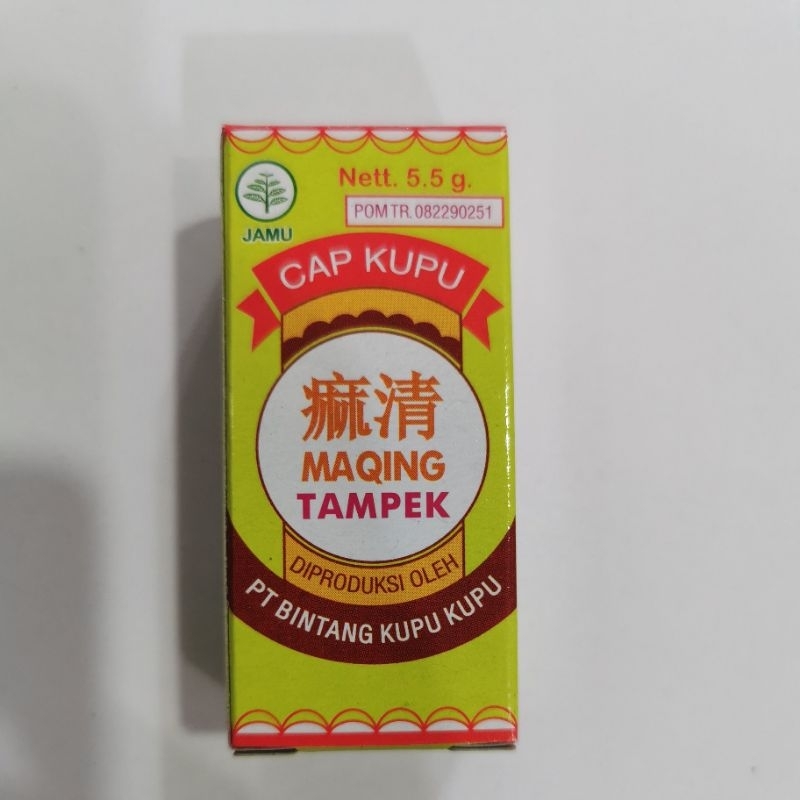 Nett. 5.5 g.
POM TR. 082290251
JAMU
CAP KUPU
痲清
MAQING
TAMPEK
DIPRODUKSI OLEH
PT BINTANG KUPU KUPU